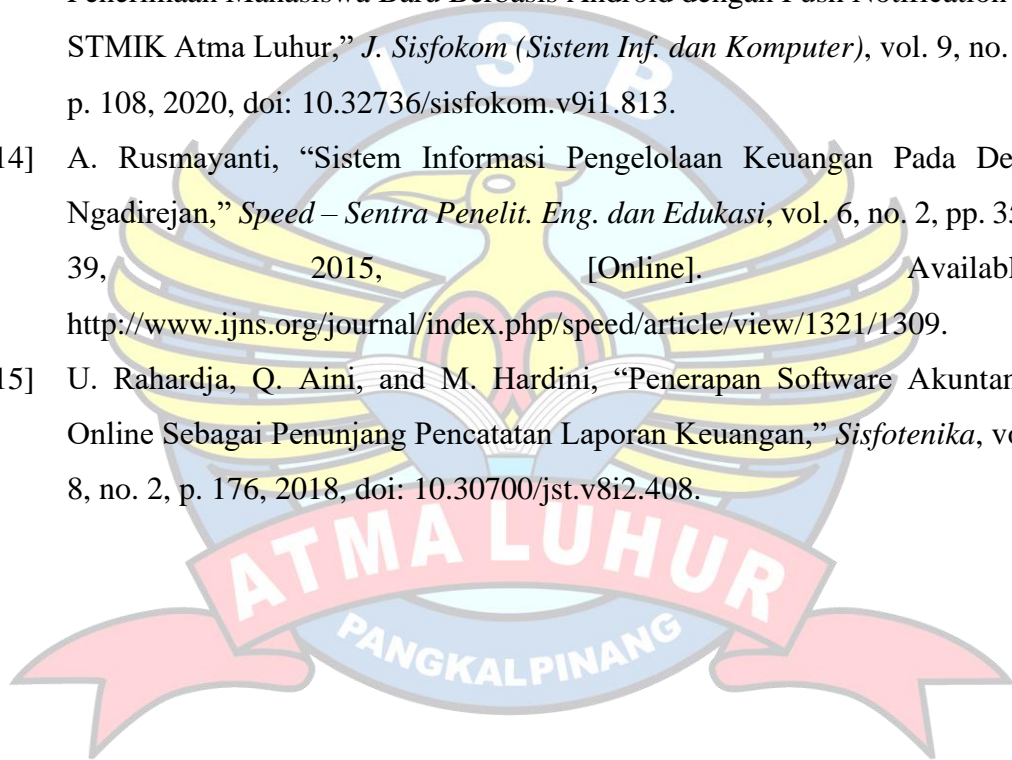 Penerimaan Mahasiswa Baru Berbasis Android dengan Push Notification
STMIK Atma Luhur,” J. Sisfokom (Sistem Inf. dan Komputer), vol. 9, no.
p. 108, 2020, doi: 10.32736/sisfokom.v9i1.813.
14] A. Rusmayanti, “Sistem Informasi Pengelolaan Keuangan Pada De
Ngadirejan,” Speed – Sentra Penelit. Eng. dan Edukasi, vol. 6, no. 2, pp. 35
39, 2015, [Online]. Availabl
http://www.ijns.org/journal/index.php/speed/article/view/1321/1309.
15] U. Rahardja, Q. Aini, and M. Hardini, “Penerapan Software Akuntan
Online Sebagai Penunjang Pencatatan Laporan Keuangan,” Sisfotenika, vo
8, no. 2, p. 176, 2018, doi: 10.30700/jst.v8i2.408.
I S B
ATMA LUHUR
PANGKALPINANG